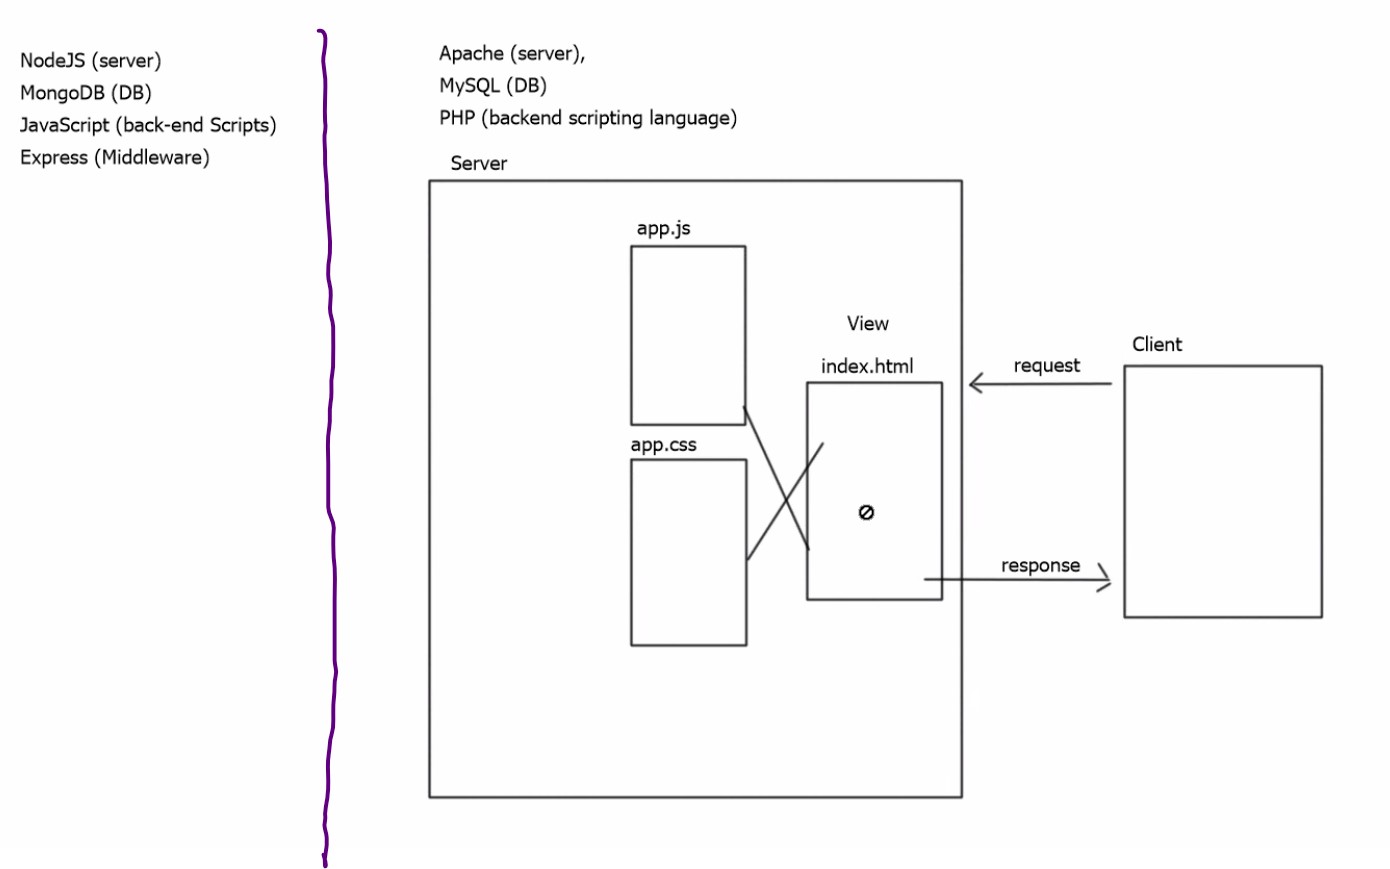 NodeJS (server)
MongoDB (DB)
JavaScript (back-end Scripts)
Express (Middleware)
Apache (server),
MySQL (DB)
PHP (backend scripting language)
Server
app.js
View
index.html
app.css
Client
request
response